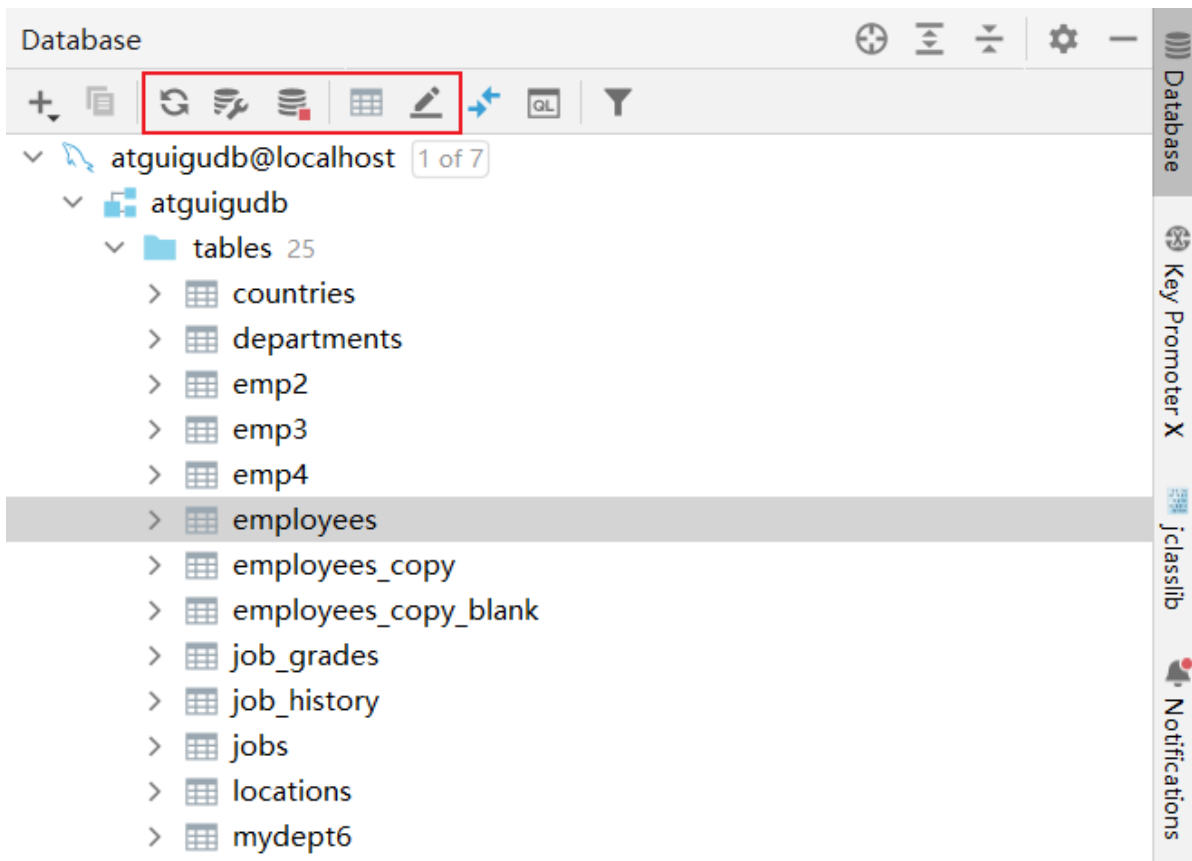 Database
QL
atguigudb@localhost 1 of 7
atguigudb
tables 25
countries
departments
emp2
emp3
emp4
employees
employees_copy
employees_copy_blank
job_grades
job_history
jobs
locations
mydept6
Database
Key Promoter X
jclasslib
Notifications